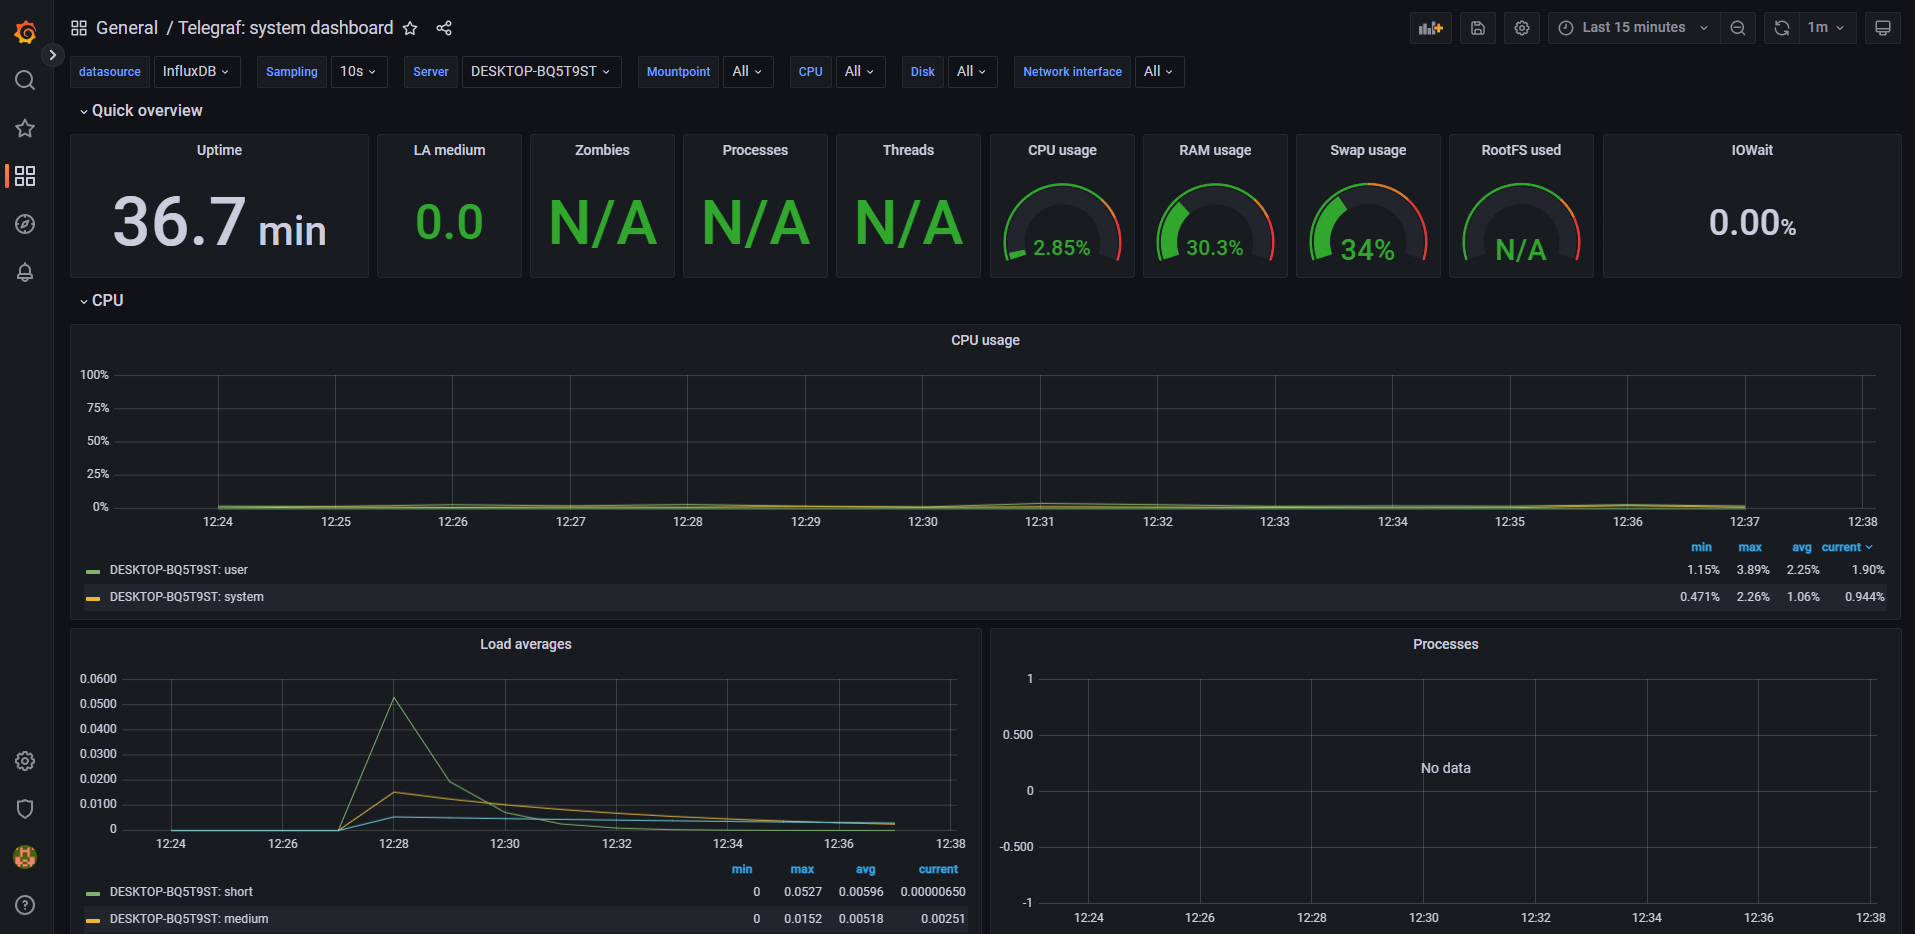 General / Telegraf: system dashboard
Last 15 minutes
1m
datasource InfluxDB Sampling 10s Server DESKTOP-BQ5T9ST Mountpoint All CPU All Disk All Network interface All
Quick overview
Uptime
36.7 min
LA medium
0.0
Zombies
N/A
Processes
N/A
Threads
N/A
CPU usage
2.85%
RAM usage
30.3%
Swap usage
34%
RootFS used
N/A
IOWait
0.00%
CPU
CPU usage
100%
75%
50%
25%
0%
12:24 12:25 12:26 12:27 12:28 12:29 12:30 12:31 12:32 12:33 12:34 12:35 12:36 12:37 12:38
min max avg current
DESKTOP-BQ5T9ST: user 1.15% 3.89% 2.25% 1.90%
DESKTOP-BQ5T9ST: system 0.471% 2.26% 1.06% 0.944%
Load averages
0.0600
0.0500
0.0400
0.0300
0.0200
0.0100
0
12:24 12:26 12:28 12:30 12:32 12:34 12:36 12:38
min max avg current
DESKTOP-BQ5T9ST: short 0 0.0527 0.00596 0.00000650
DESKTOP-BQ5T9ST: medium 0 0.0152 0.00518 0.00251
Processes
1
0.500
No data
0
-0.500
-1
12:24 12:26 12:28 12:30 12:32 12:34 12:36 12:38